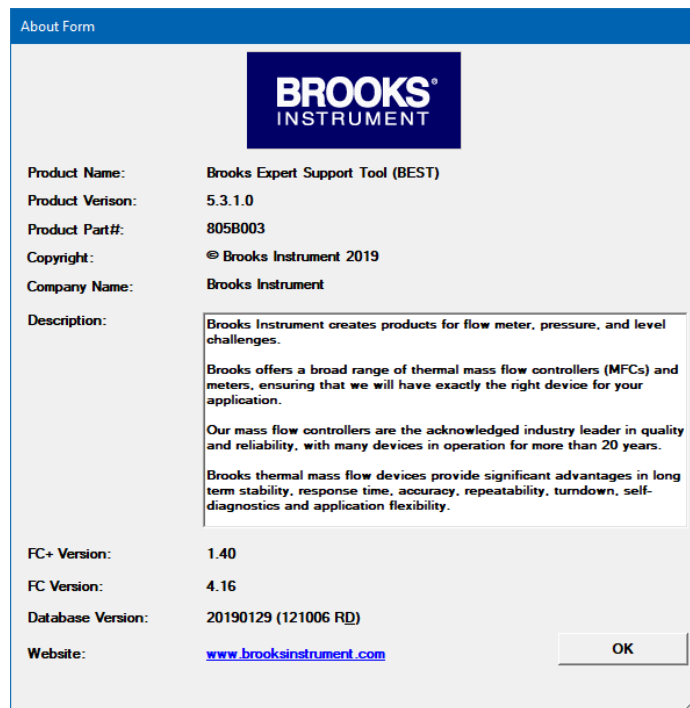 About Form
BROOKS®
INSTRUMENT
Product Name: Brooks Expert Support Tool (BEST)
Product Verison: 5.3.1.0
Product Part#: 805B003
Copyright: © Brooks Instrument 2019
Company Name: Brooks Instrument
Description: Brooks Instrument creates products for flow meter, pressure, and level
challenges.
Brooks offers a broad range of thermal mass flow controllers (MFCs) and
meters, ensuring that we will have exactly the right device for your
application.
Our mass flow controllers are the acknowledged industry leader in quality
and reliability, with many devices in operation for more than 20 years.
Brooks thermal mass flow devices provide significant advantages in long
term stability, response time, accuracy, repeatability, turndown, self-
diagnostics and application flexibility.
FC+ Version: 1.40
FC Version: 4.16
Database Version: 20190129 (121006 RD)
Website: www.brooksinstrument.com
OK